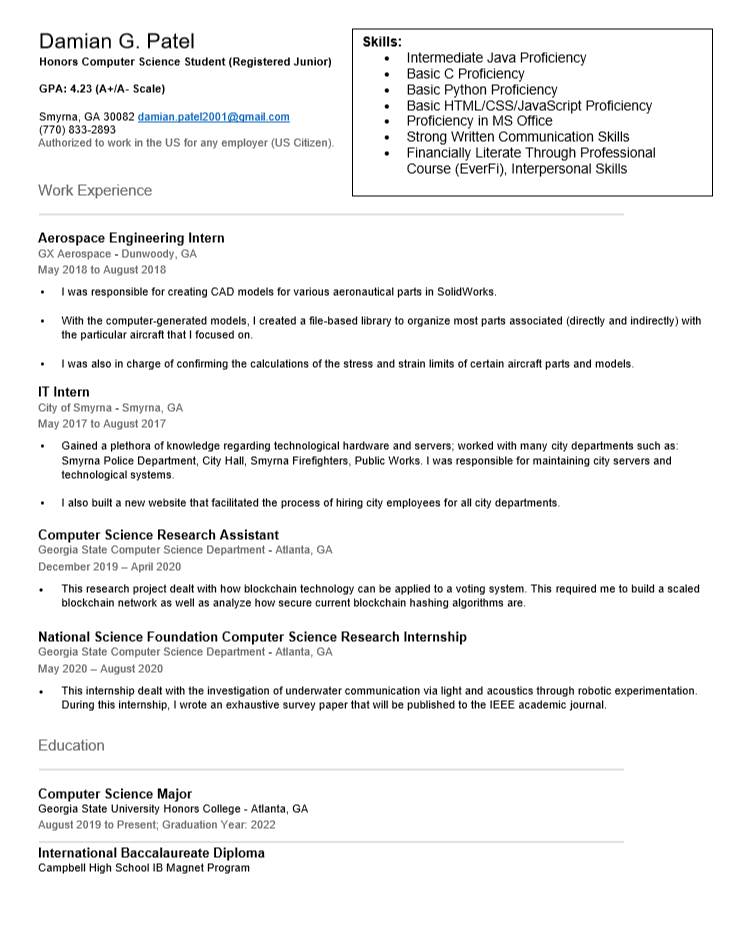 Damian G. Patel
Honors Computer Science Student (Registered Junior)
GPA: 4.23 (A+/A- Scale)
Smyrna, GA 30082 damian.patel2001@gmail.com
(770) 833-2893
Authorized to work in the US for any employer (US Citizen).
Skills:
• Intermediate Java Proficiency
• Basic C Proficiency
• Basic Python Proficiency
• Basic HTML/CSS/JavaScript Proficiency
• Proficiency in MS Office
• Strong Written Communication Skills
• Financially Literate Through Professional
Course (EverFi), Interpersonal Skills
Work Experience
Aerospace Engineering Intern
GX Aerospace - Dunwoody, GA
May 2018 to August 2018
• I was responsible for creating CAD models for various aeronautical parts in SolidWorks.
• With the computer-generated models, I created a file-based library to organize most parts associated (directly and indirectly) with
the particular aircraft that I focused on.
• I was also in charge of confirming the calculations of the stress and strain limits of certain aircraft parts and models.
IT Intern
City of Smyrna - Smyrna, GA
May 2017 to August 2017
• Gained a plethora of knowledge regarding technological hardware and servers; worked with many city departments such as:
Smyrna Police Department, City Hall, Smyrna Firefighters, Public Works. I was responsible for maintaining city servers and
technological systems.
• I also built a new website that facilitated the process of hiring city employees for all city departments.
Computer Science Research Assistant
Georgia State Computer Science Department - Atlanta, GA
December 2019 – April 2020
• This research project dealt with how blockchain technology can be applied to a voting system. This required me to build a scaled
blockchain network as well as analyze how secure current blockchain hashing algorithms are.
National Science Foundation Computer Science Research Internship
Georgia State Computer Science Department - Atlanta, GA
May 2020 – August 2020
• This internship dealt with the investigation of underwater communication via light and acoustics through robotic experimentation.
During this internship, I wrote an exhaustive survey paper that will be published to the IEEE academic journal.
Education
Computer Science Major
Georgia State University Honors College - Atlanta, GA
August 2019 to Present; Graduation Year: 2022
International Baccalaureate Diploma
Campbell High School IB Magnet Program